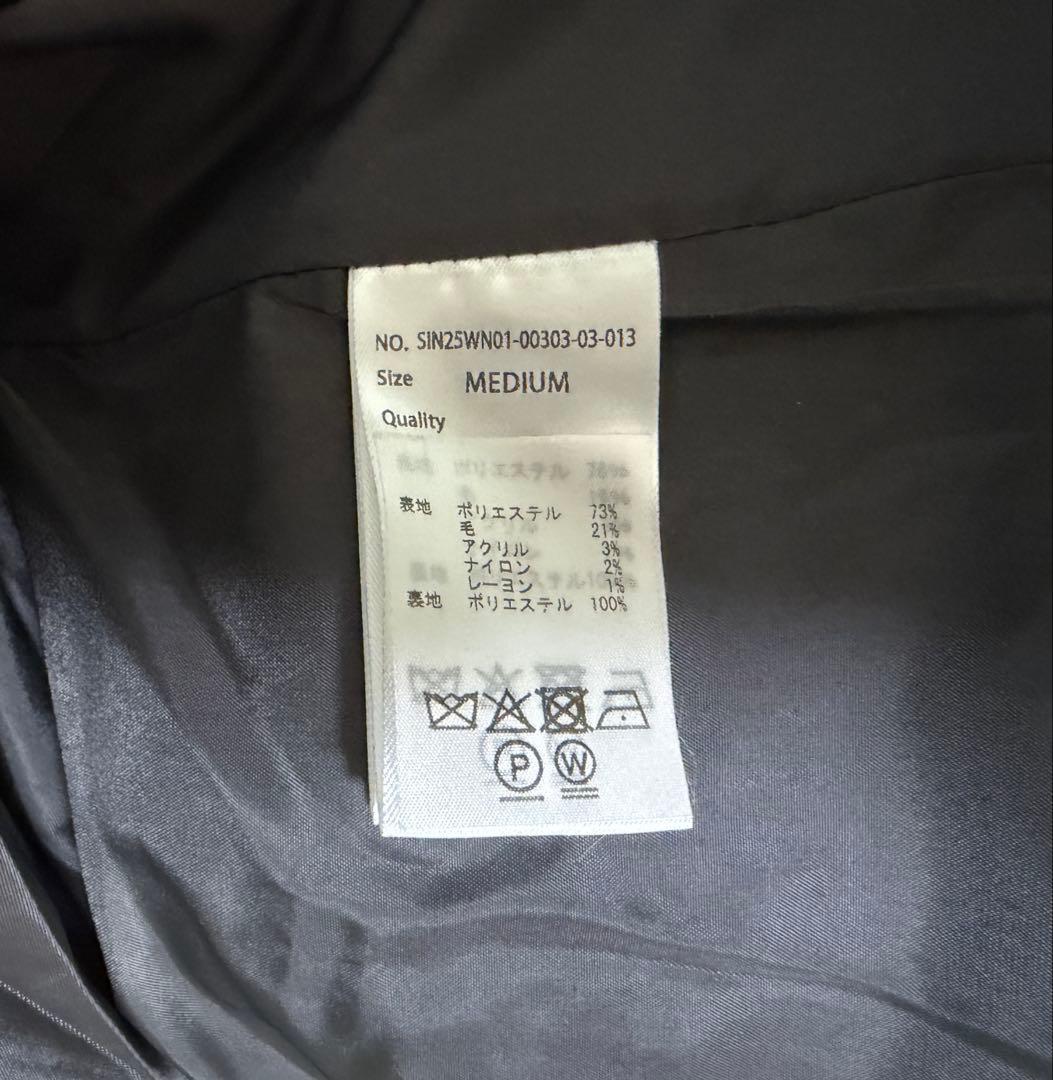 NO. SIN25WN01-00303-03-013
Size MEDIUM
Quality
表地 ポリエステル 73%
毛 21%
アクリル 3%
ナイロン 2%
レーヨン 1%
裏地 ポリエステル 100%
P W